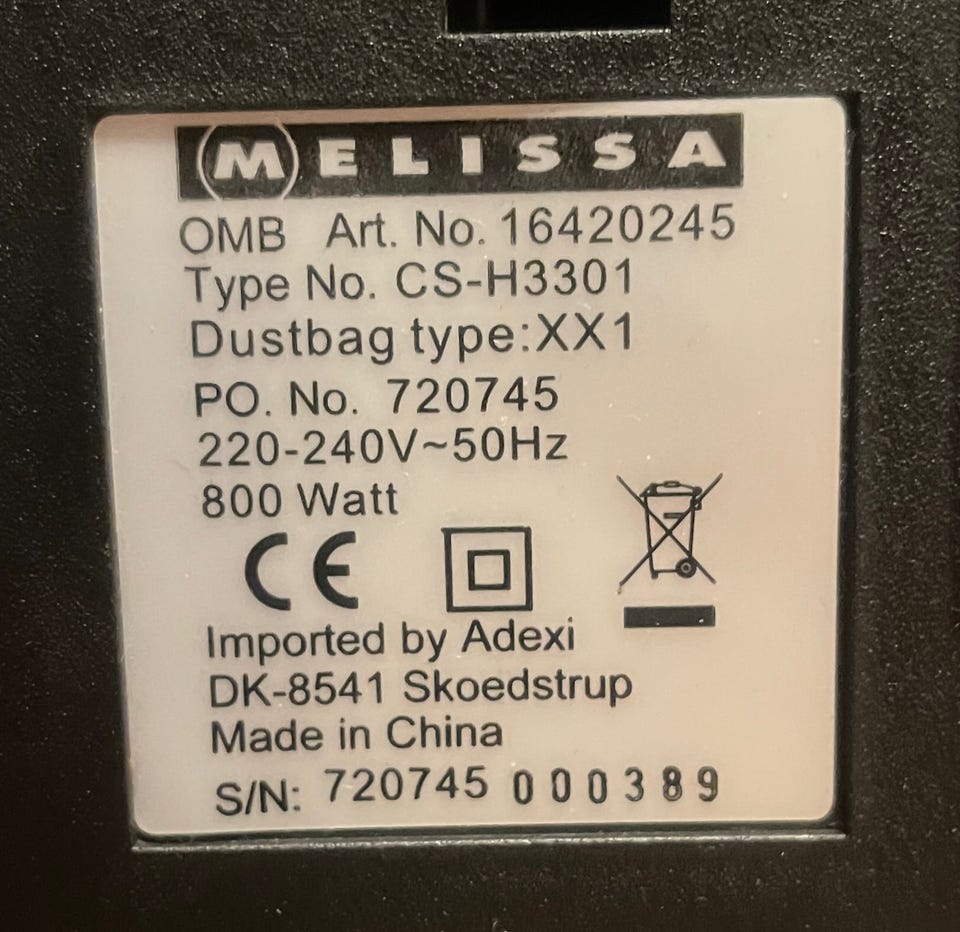 MELISSA
OMB Art. No. 16420245
Type No. CS-H3301
Dustbag type:XX1
PO. No. 720745
220-240V~50Hz
800 Watt
CE
Imported by Adexi
DK-8541 Skoedstrup
Made in China
S/N: 720745 000389